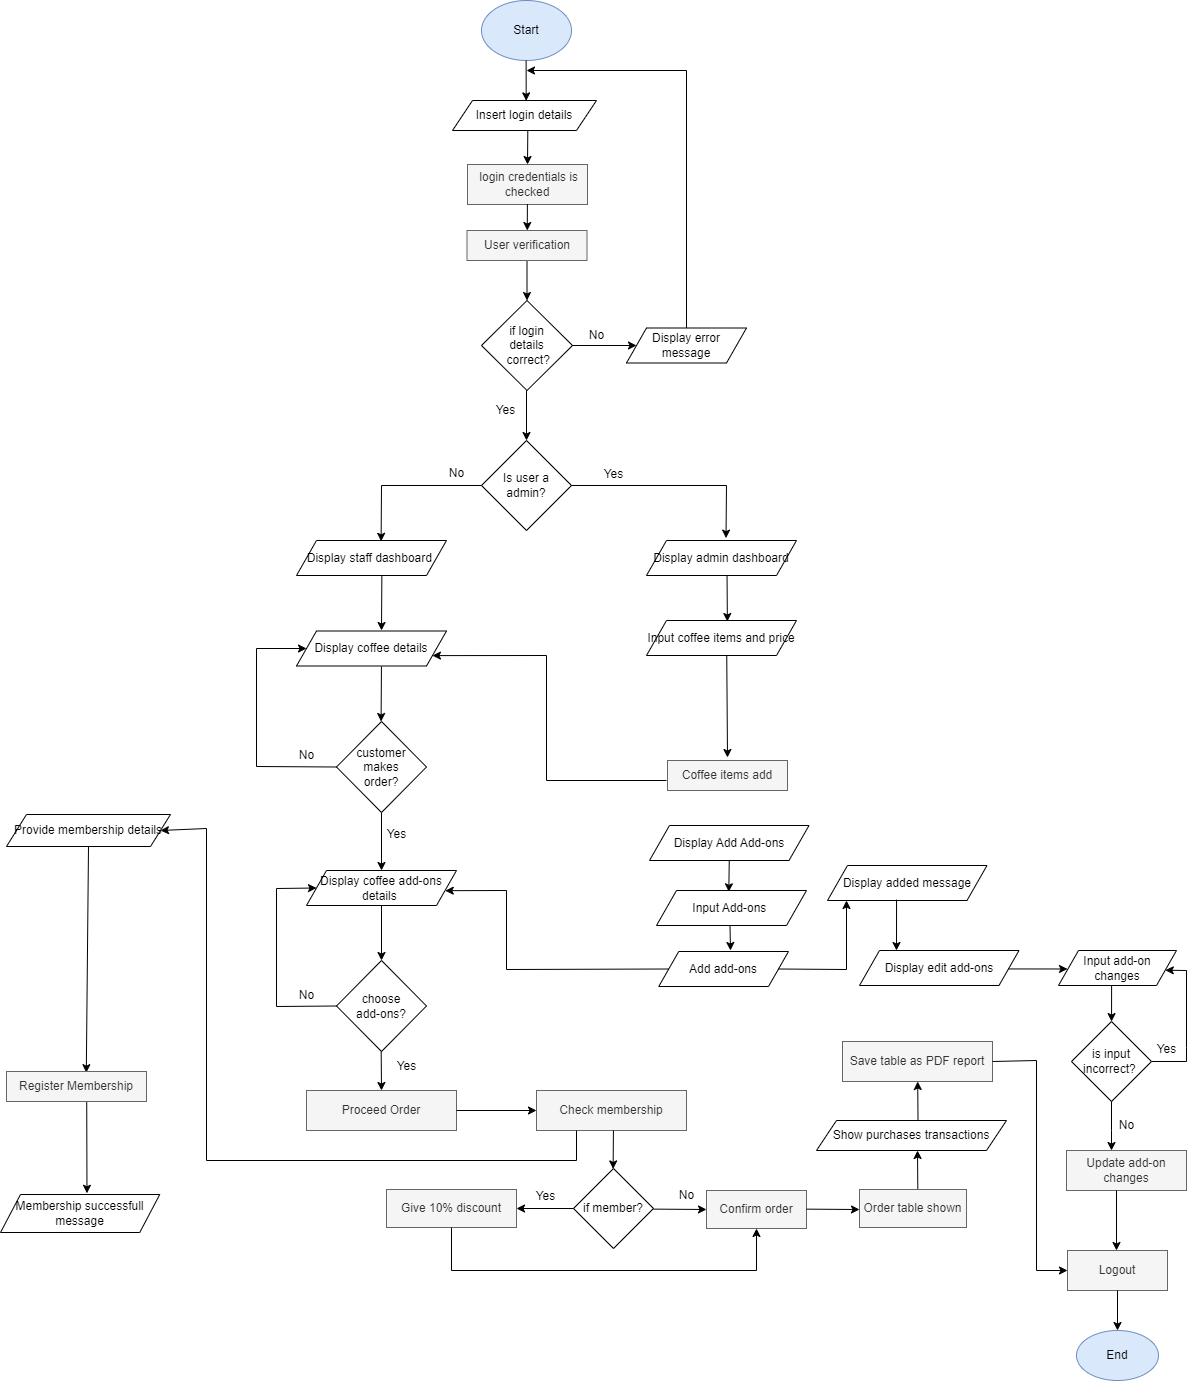 Start
Insert login details
login credentials is
checked
User verification
if login
details
correct?
No
Display error
message
Yes
Is user a
admin?
No
Yes
Display staff dashboard
Display admin dashboard
Display coffee details
Input coffee items and price
customer
makes
order?
No
Coffee items add
Yes
Provide membership details
Display Add Add-ons
Display coffee add-ons
details
Input Add-ons
Display added message
Add add-ons
Display edit add-ons
Input add-on
changes
choose
add-ons?
No
is input
incorrect?
Yes
Yes
Save table as PDF report
Register Membership
Proceed Order
Check membership
No
Show purchases transactions
Update add-on
changes
Membership successfull
message
Give 10% discount
Yes
if member?
No
Confirm order
Order table shown
Logout
End